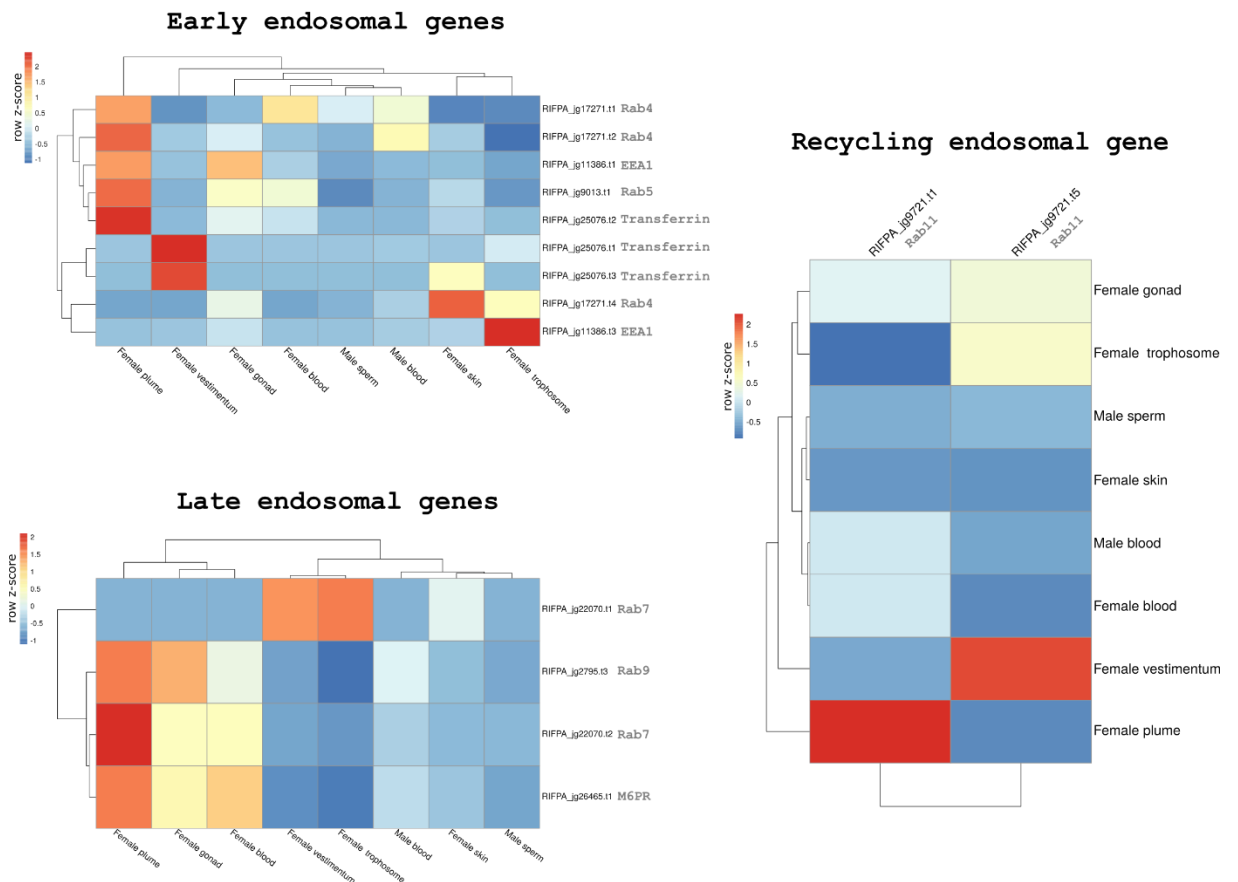 Early endosomal genes
row z-score
2
1.5
1
0.5
0
-0.5
-1
RIFPA_jg17271.t1 Rab4
RIFPA_jg17271.t2 Rab4
RIFPA_jg11386.t1 EEA1
RIFPA_jg9013.t1 Rab5
RIFPA_jg25076.t2 Transferrin
RIFPA_jg25076.t1 Transferrin
RIFPA_jg25076.t3 Transferrin
RIFPA_jg17271.t4 Rab4
RIFPA_jg11386.t3 EEA1
Female plume
Female vestimentum
Female gonad
Female blood
Male sperm
Male blood
Female skin
Female trophosome
Late endosomal genes
row z-score
2
1.5
1
0.5
0
-0.5
-1
RIFPA_jg22070.t1 Rab7
RIFPA_jg2795.t3 Rab9
RIFPA_jg22070.t2 Rab7
RIFPA_jg26465.t1 M6PR
Female plume
Female gonad
Female blood
Female vestimentum
Female trophosome
Male blood
Female skin
Male sperm
Recycling endosomal gene
RIFPA_jg9721.t1
Rab11
RIFPA_jg9721.t5
Rab11
row z-score
2
1.5
1
0.5
0
-0.5
Female gonad
Female trophosome
Male sperm
Female skin
Male blood
Female blood
Female vestimentum
Female plume